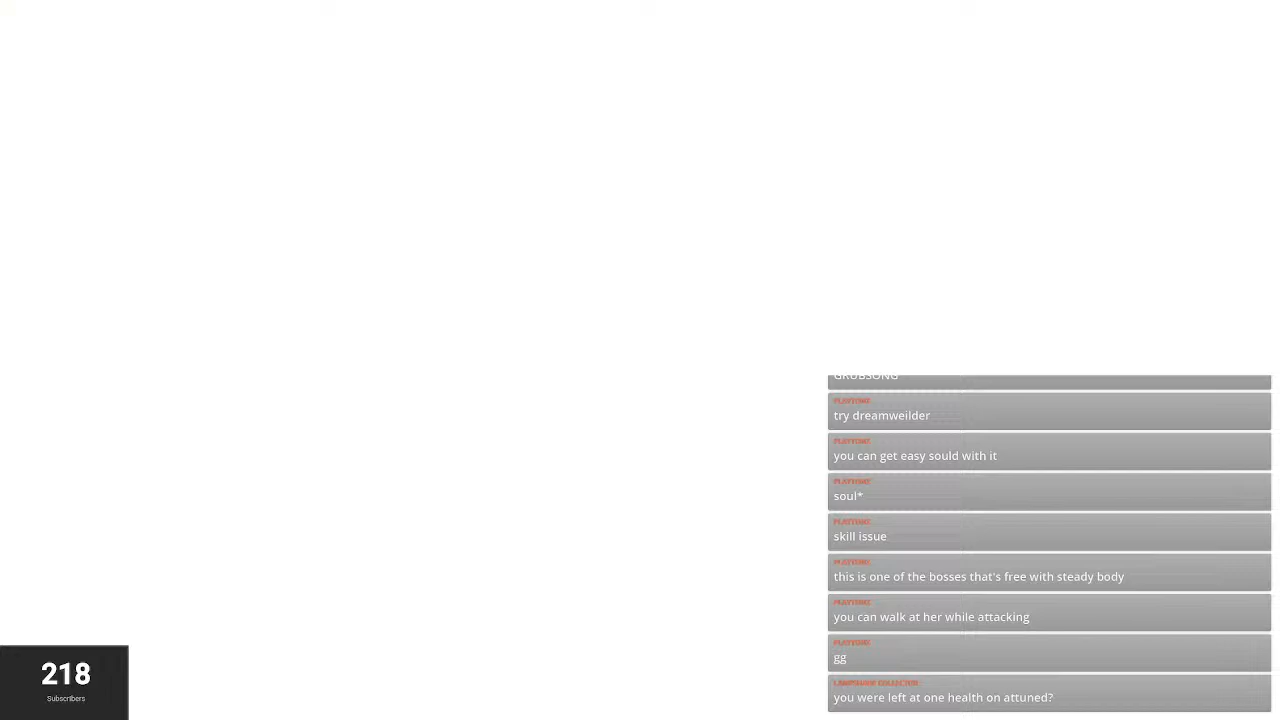 GRUBSONG
try dreamweilder
you can get easy sould with it
soul*
skill issue
this is one of the bosses that's free with steady body
you can walk at her while attacking
gg
you were left at one health on attuned?
218
Subscribers